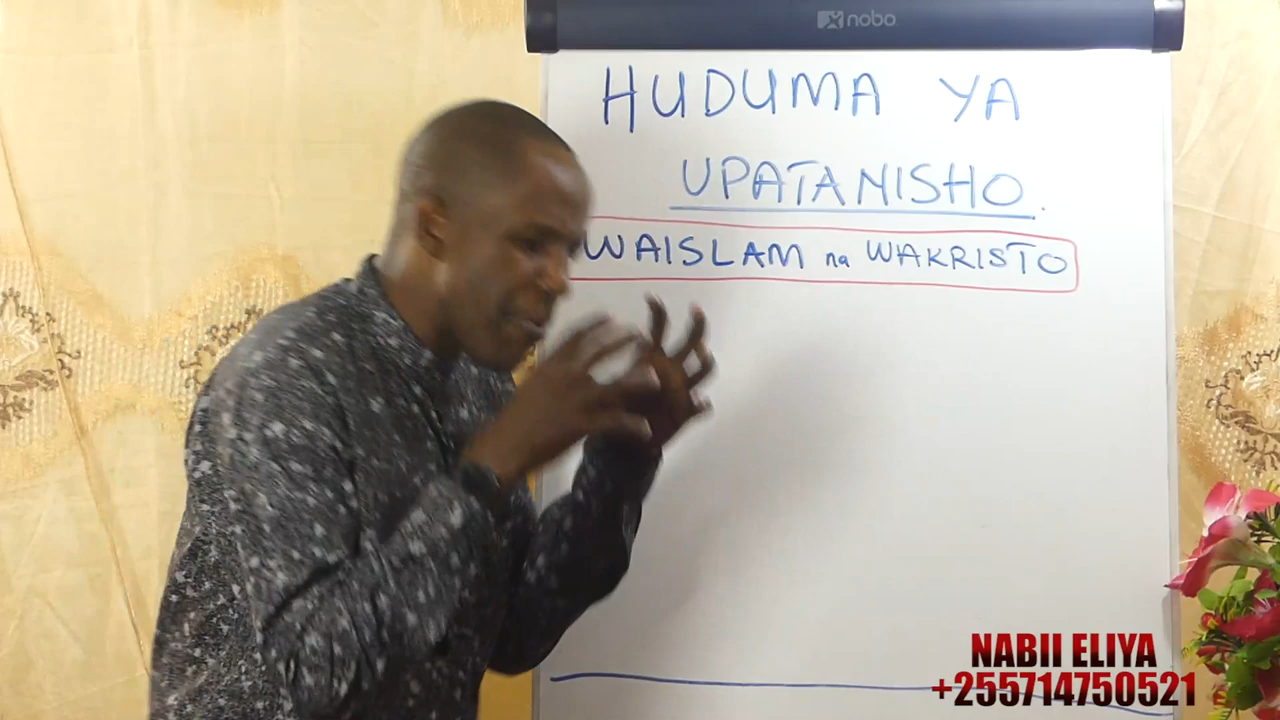 nobo
HUDUMA YA
UPATANISHO.
WAISLAM na WAKRISTO
NABII ELIYA
+255714750521